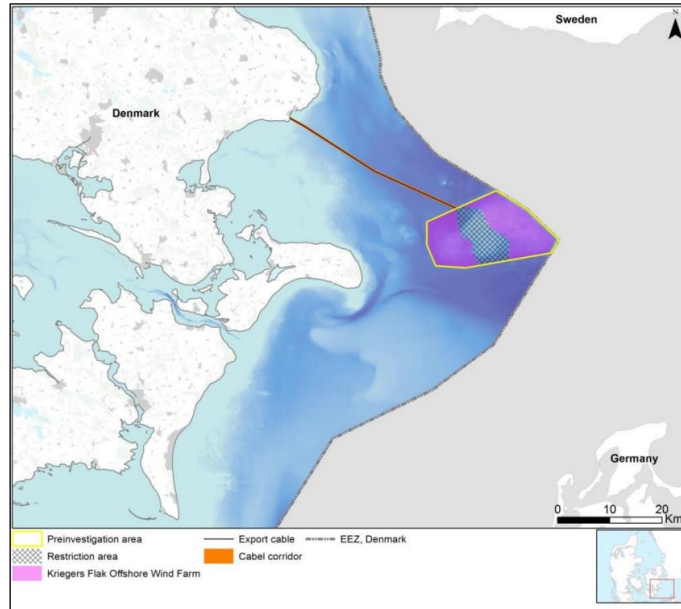 Sweden
N
Denmark
Germany
0 10 20
Km
Preinvestigation area
Export cable
EEZ, Denmark
Restriction area
Cabel corridor
Kriegers Flak Offshore Wind Farm